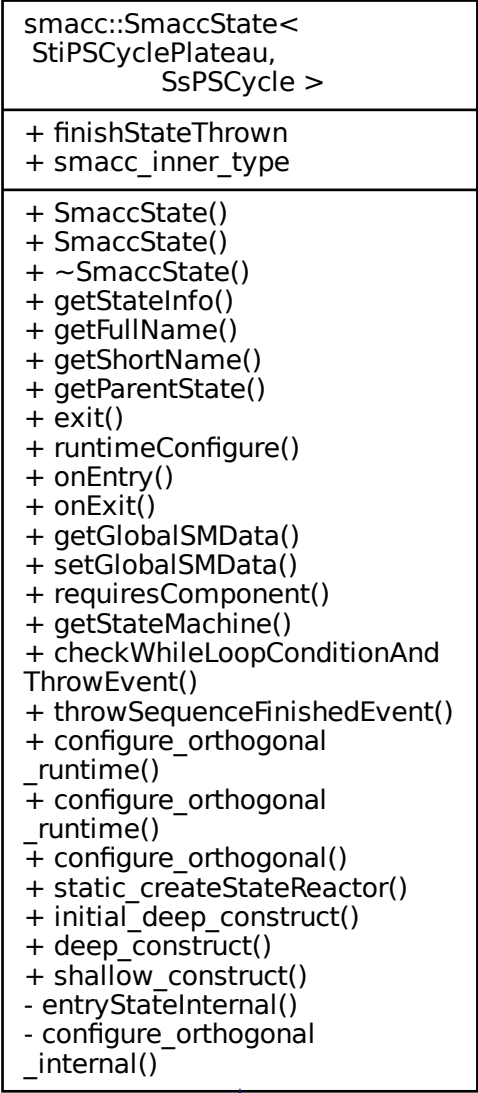 smacc::SmaccState<
StiPSCyclePlateau,
SsPSCycle >
+ finishStateThrown
+ smacc_inner_type
+ SmaccState()
+ SmaccState()
+ ~SmaccState()
+ getStateInfo()
+ getFullName()
+ getShortName()
+ getParentState()
+ exit()
+ runtimeConfigure()
+ onEntry()
+ onExit()
+ getGlobalSMData()
+ setGlobalSMData()
+ requiresComponent()
+ getStateMachine()
+ checkWhileLoopConditionAnd
ThrowEvent()
+ throwSequenceFinishedEvent()
+ configure_orthogonal
_runtime()
+ configure_orthogonal
_runtime()
+ configure_orthogonal()
+ static_createStateReactor()
+ initial_deep_construct()
+ deep_construct()
+ shallow_construct()
- entryStateInternal()
- configure_orthogonal
_internal()